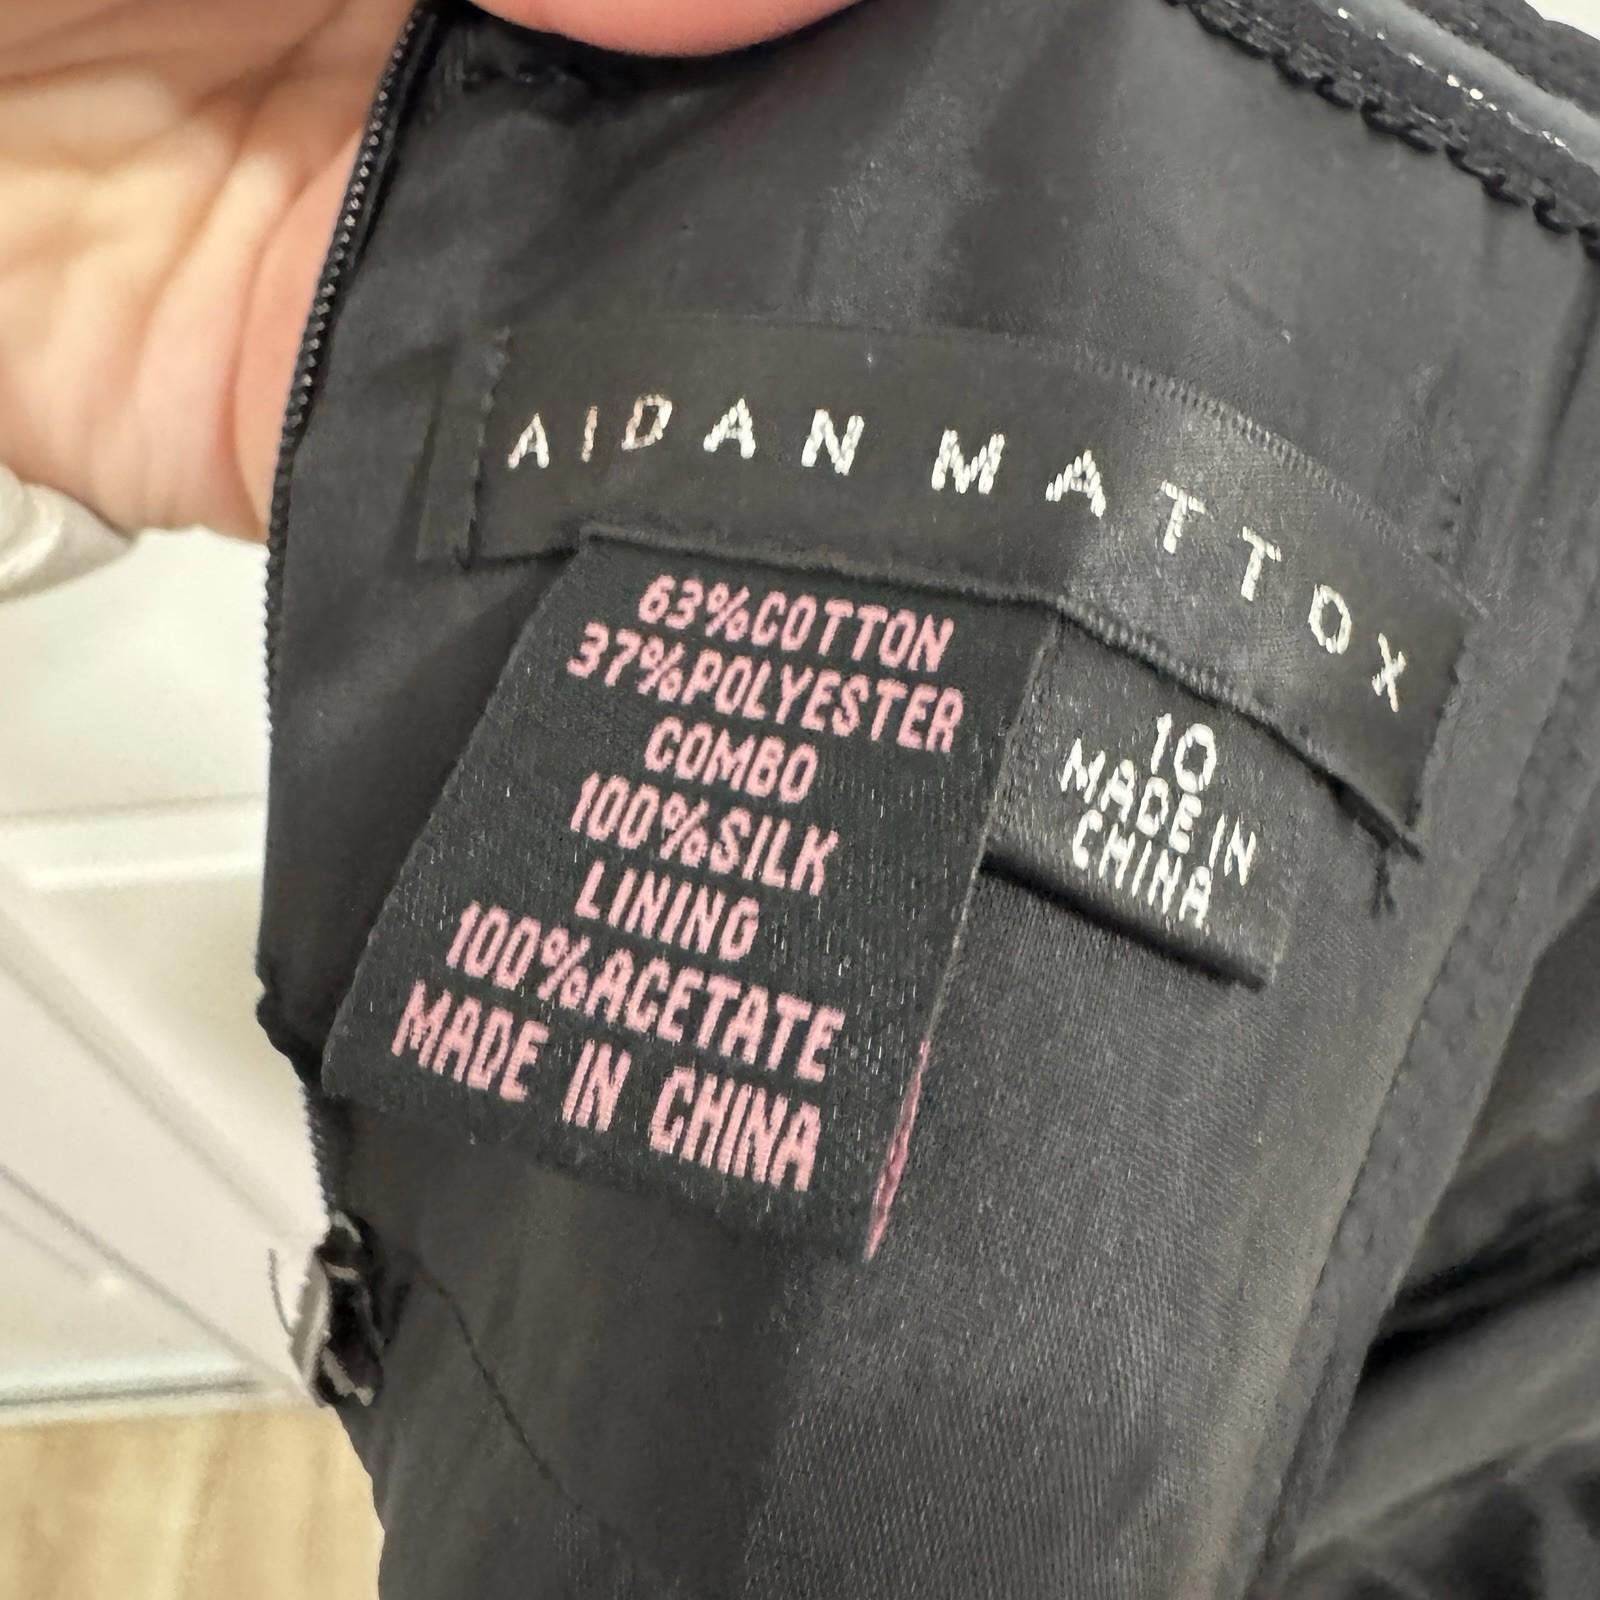 AIDAN MATTOX
63%COTTON
37%POLYESTER
COMBO
100%SILK
LINING
100%ACETATE
MADE IN CHINA
10
MADE IN
CHINA